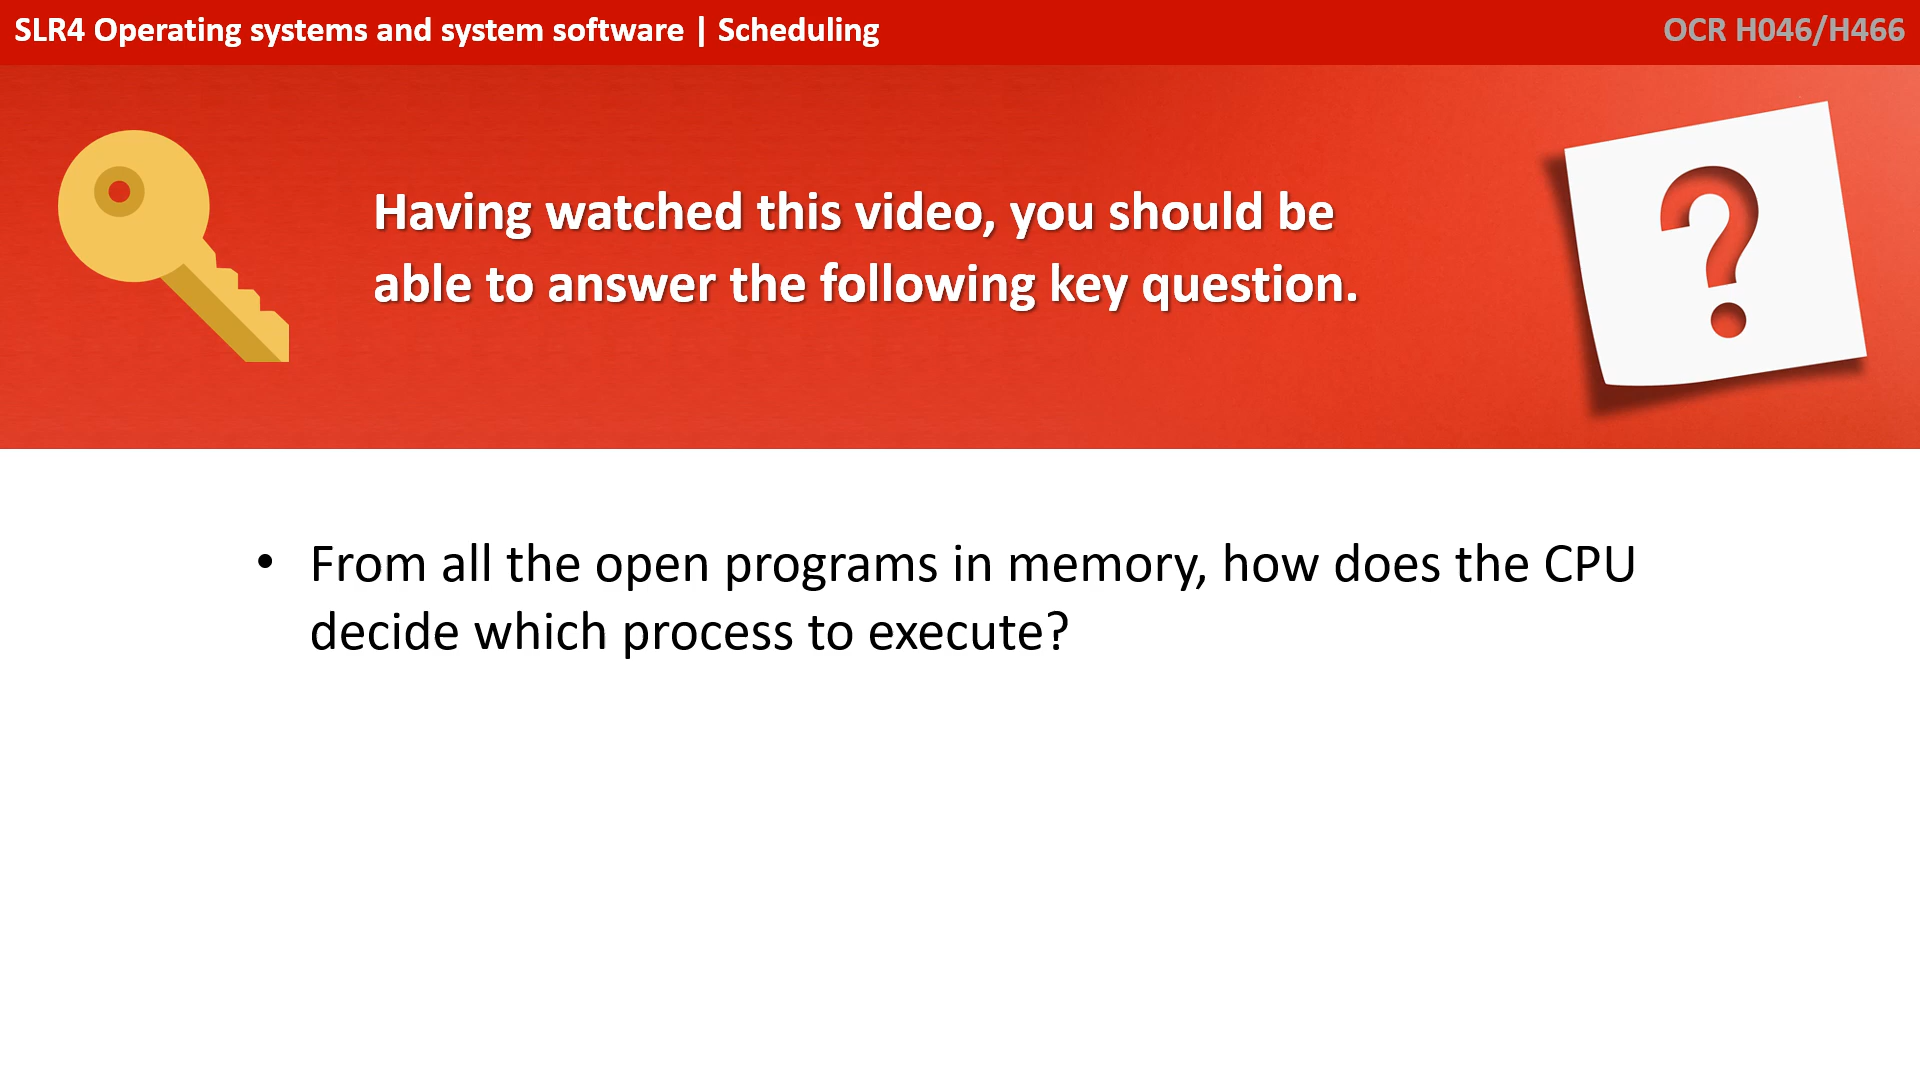 SLR4 Operating systems and system software | Scheduling
OCR H046/H466
Having watched this video, you should be
able to answer the following key question.
?
• From all the open programs in memory, how does the CPU
decide which process to execute?